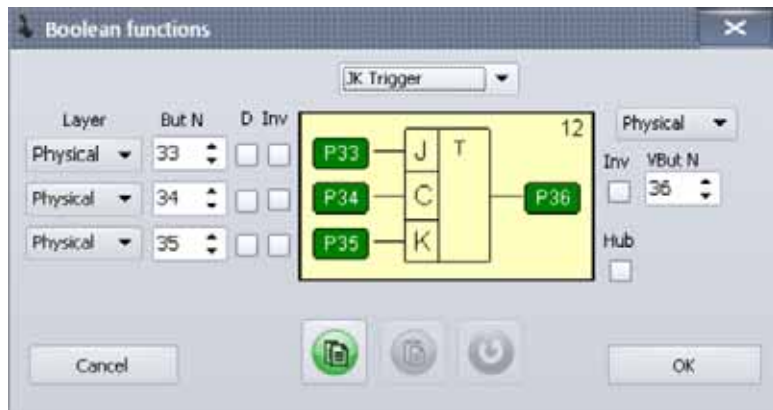 Boolean functions
JK Trigger
Layer But N D Inv
Physical 33
Physical 34
Physical 35
12
P33 J T
P34 C P36
P35 K
Physical
Inv VBut N
36
Hub
Cancel
OK